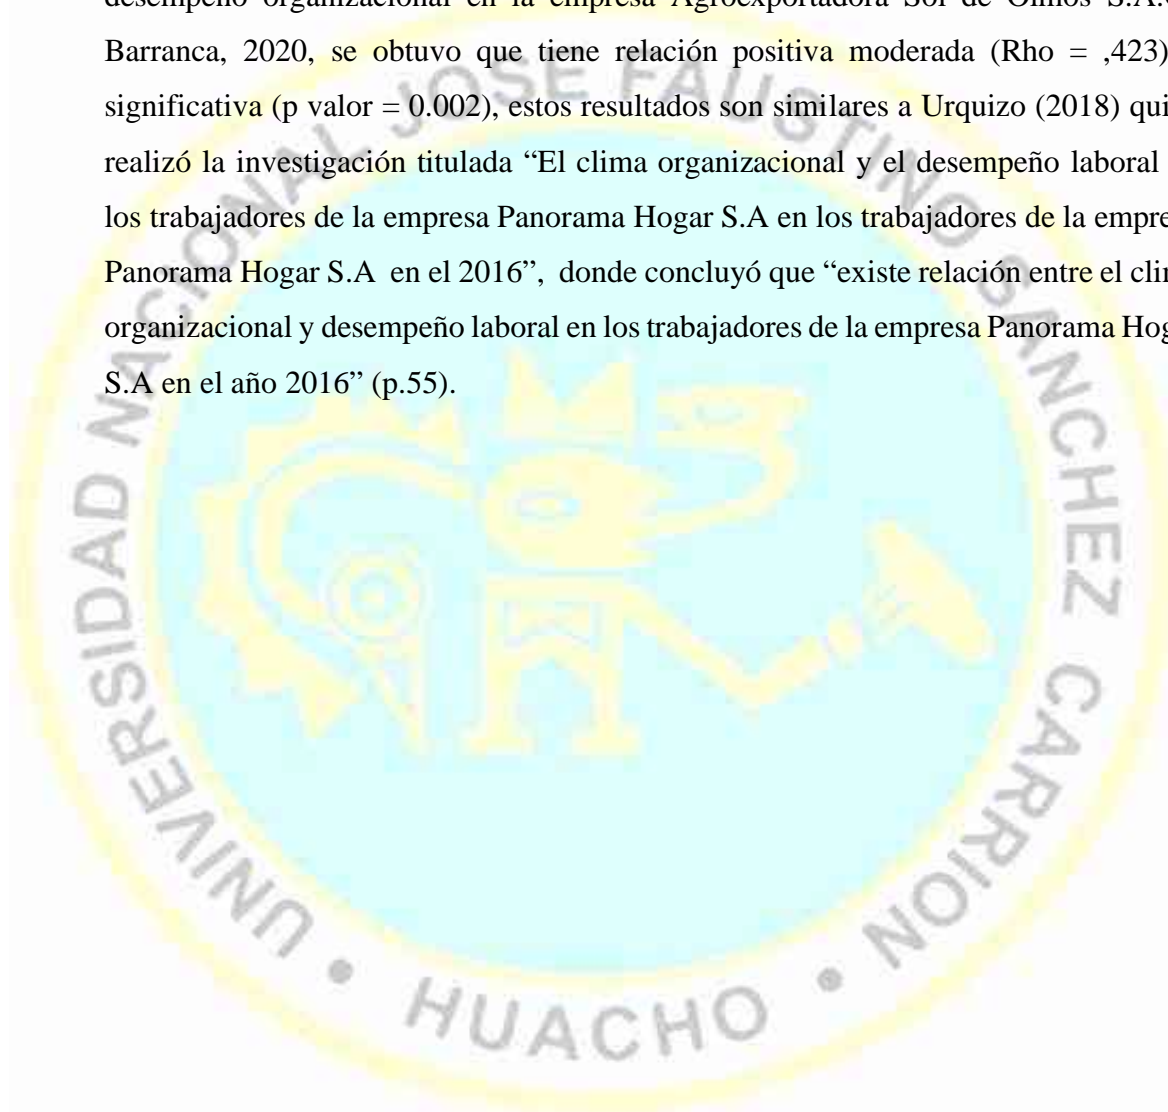 desempeño organizacional en la empresa Agroexportadora Sol de Olmos S.A.
Barranca, 2020, se obtuvo que tiene relación positiva moderada (Rho = ,423)
significativa (p valor = 0.002), estos resultados son similares a Urquizo (2018) qui
realizó la investigación titulada “El clima organizacional y el desempeño laboral
los trabajadores de la empresa Panorama Hogar S.A en los trabajadores de la empre
Panorama Hogar S.A en el 2016”, donde concluyó que “existe relación entre el clin
organizacional y desempeño laboral en los trabajadores de la empresa Panorama Hog
S.A en el año 2016” (p.55).
UNIVERSIDAD NACIONAL JOSE FAUSTINO SANCHEZ CARRION • HUACHO •